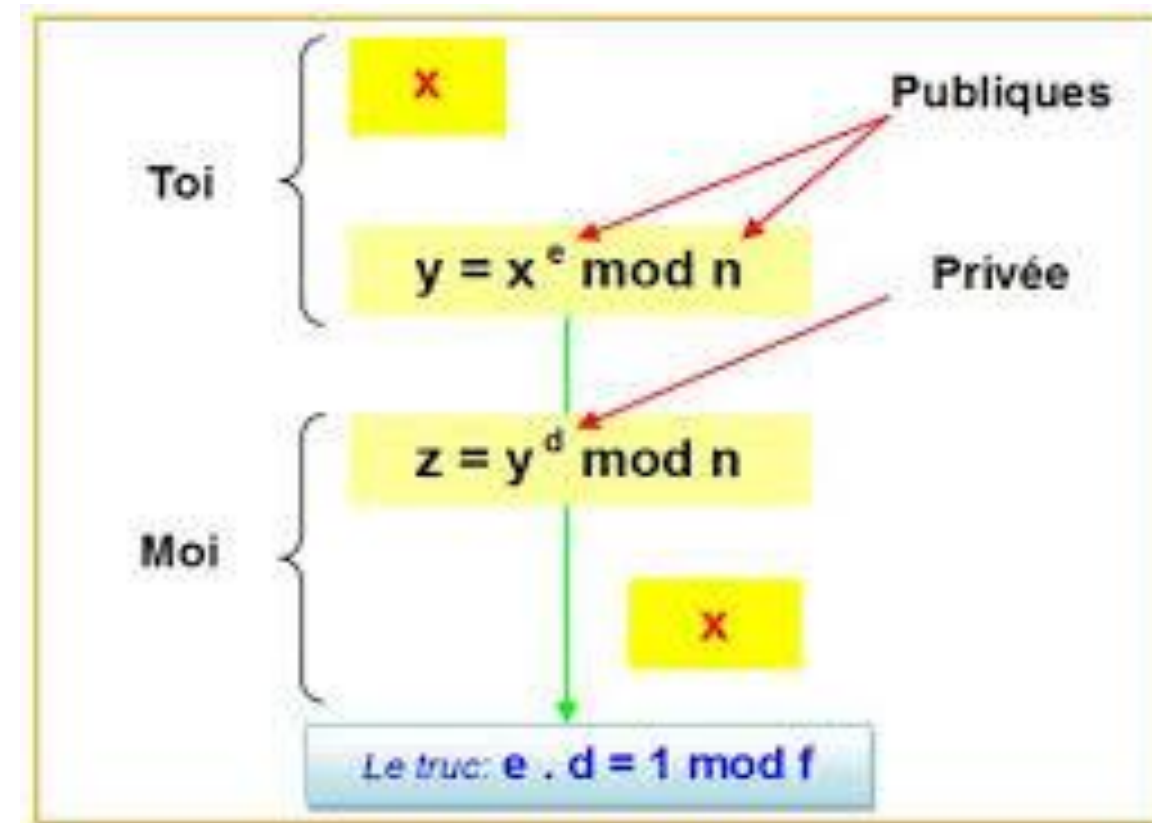 x
Publiques
Toi
y = x^e mod n
Privée
z = y^d mod n
Moi
x
Le truc: e . d = 1 mod f